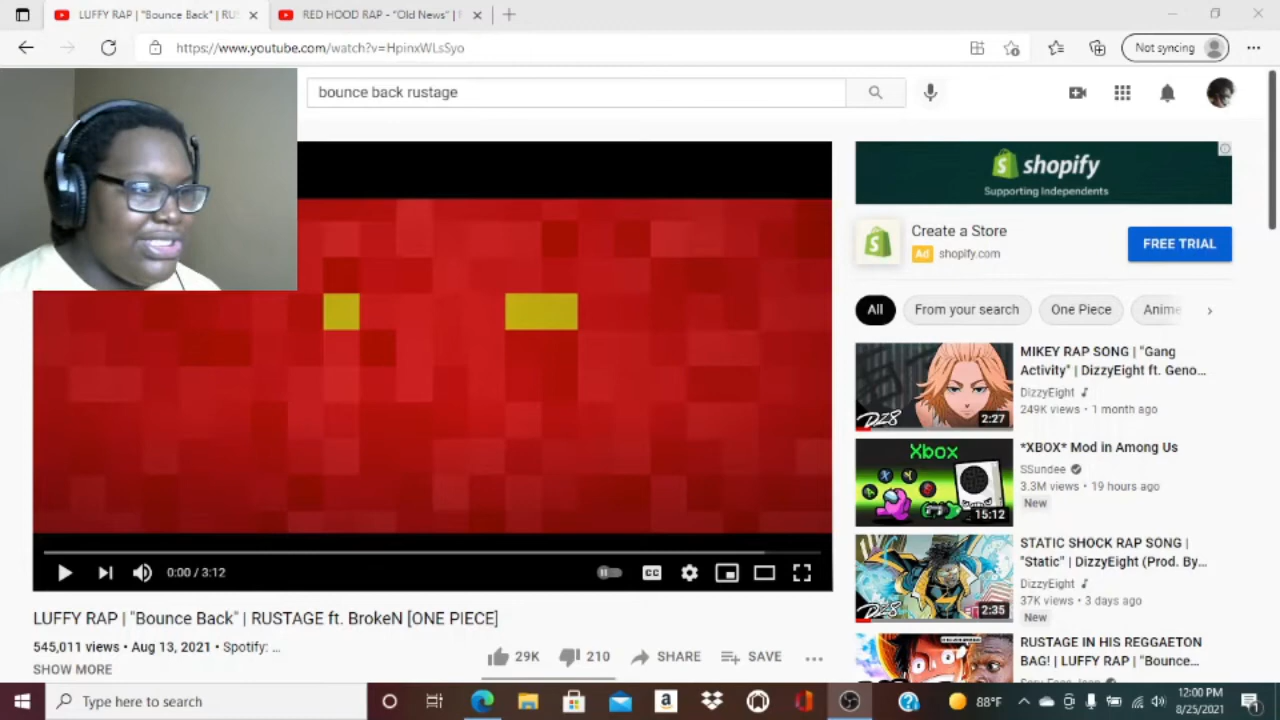 LUFFY RAP | "Bounce Back" | RUS
RED HOOD RAP - "Old News" | 
https://www.youtube.com/watch?v=HpinxWLsSyo
Not syncing
bounce back rustage
shopify
Supporting Independents
Create a Store
Ad shopify.com
FREE TRIAL
All
From your search
One Piece
Anime
MIKEY RAP SONG | "Gang
Activity" | DizzyEight ft. Geno...
DizzyEight
249K views • 1 month ago
DZ8
2:27
Xbox
*XBOX* Mod in Among Us
SSundee
3.3M views • 19 hours ago
New
15:12
STATIC SHOCK RAP SONG |
"Static" | DizzyEight (Prod. By...
DizzyEight
37K views • 3 days ago
New
DZ8
2:35
RUSTAGE IN HIS REGGAETON
BAG! | LUFFY RAP | "Bounce...
0:00 / 3:12
CC
LUFFY RAP | "Bounce Back" | RUSTAGE ft. BrokeN [ONE PIECE]
545,011 views • Aug 13, 2021 • Spotify: ...
SHOW MORE
29K
210
SHARE
SAVE
Type here to search
88°F
12:00 PM
8/25/2021